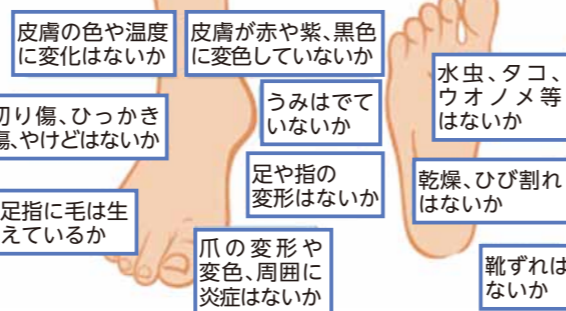 皮膚の色や温度
に変化はないか
皮膚が赤や紫、黒色
に変色していないか
水虫、タコ、
ウオノメ等
はないか
切り傷、ひっかき
傷、やけどはないか
うみはでて
いないか
足や指の
変形はないか
乾燥、ひび割れ
はないか
足指に毛は生
えているか
爪の変形や
変色、周囲に
炎症はないか
靴ずれは
ないか